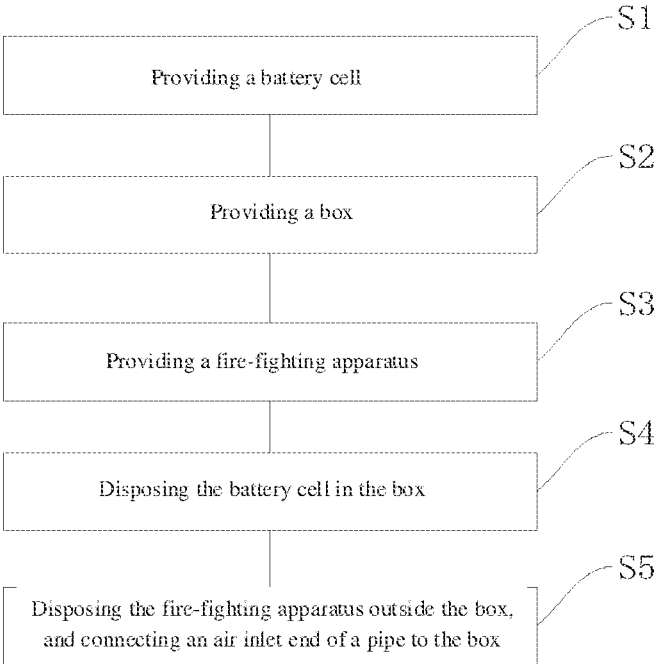 S1
Providing a battery cell
S2
Providing a box
S3
Providing a fire-fighting apparatus
S4
Disposing the battery cell in the box
S5
Disposing the fire-fighting apparatus outside the box,
and connecting an air inlet end of a pipe to the box